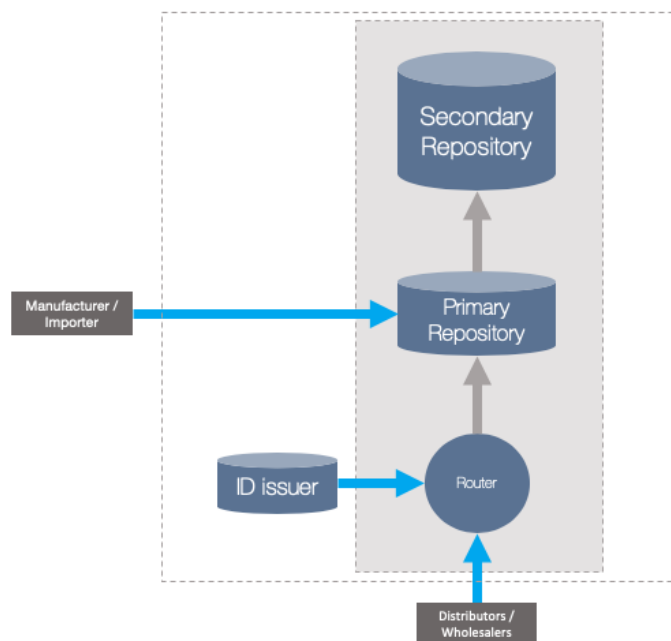 Secondary
Repository
Manufacturer /
Importer
Primary
Repository
ID issuer
Router
Distributors /
Wholesalers